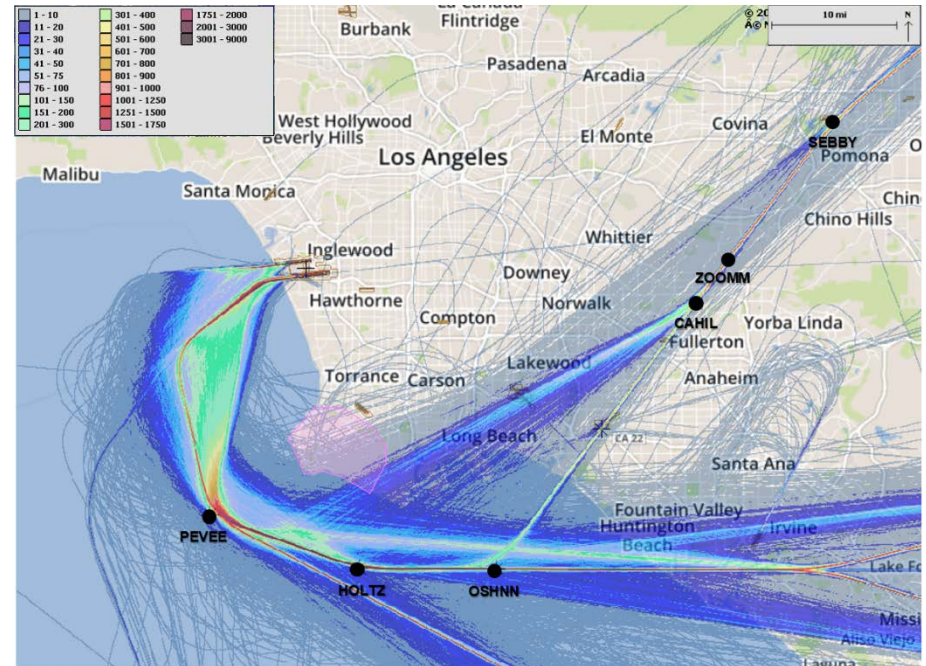 1 - 10
11 - 20
21 - 30
31 - 40
41 - 50
51 - 75
76 - 100
101 - 150
151 - 200
201 - 300
301 - 400
401 - 500
501 - 600
601 - 700
701 - 800
801 - 900
901 - 1000
1001 - 1250
1251 - 1500
1501 - 1750
1751 - 2000
2001 - 3000
3001 - 9000
La Canada
Flintridge
© 20
10 mi
N
Burbank
Pasadena
Arcadia
West Hollywood
Beverly Hills
El Monte
Covina
SEBBY
Pomona
Los Angeles
Malibu
Santa Monica
Chin
Chino Hills
Whittier
Inglewood
Downey
ZOOMM
Hawthorne
Norwalk
Compton
CAHIL
Yorba Linda
Fullerton
Lakewood
Torrance
Carson
Anaheim
Long Beach
CA 22
Santa Ana
Fountain Valley
Huntington
Beach
Irvine
PEVEE
HOLTZ
OSHNN
Lake Fo
Missi
Aliso Viejo
Laguna